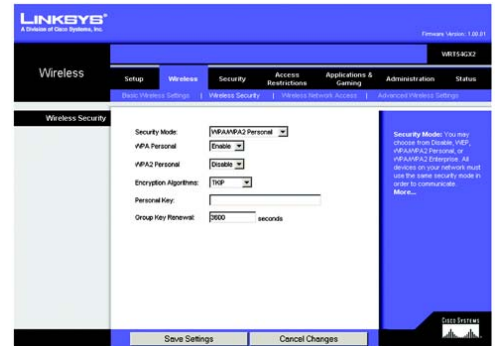 LINKSYS®
A Division of Cisco Systems, Inc.
Firmware Version: 1.00.01
WRT54GX2
Wireless
Setup
Wireless
Security
Access Restrictions
Applications & Gaming
Administration
Status
Basic Wireless Settings | Wireless Security | Wireless Network Access | Advanced Wireless Settings
Wireless Security
Security Mode: WPA/WPA2 Personal
WPA Personal Enable
WPA2 Personal Disable
Encryption Algorithms: TKIP
Personal Key:
Group Key Renewal: 3600 seconds
Security Mode: You may
choose from Disable, WEP,
WPA/WPA2 Personal, or
WPA/WPA2 Enterprise. All
devices on your network must
use the same security mode in
order to communicate.
More...
Cisco Systems
Save Settings
Cancel Changes